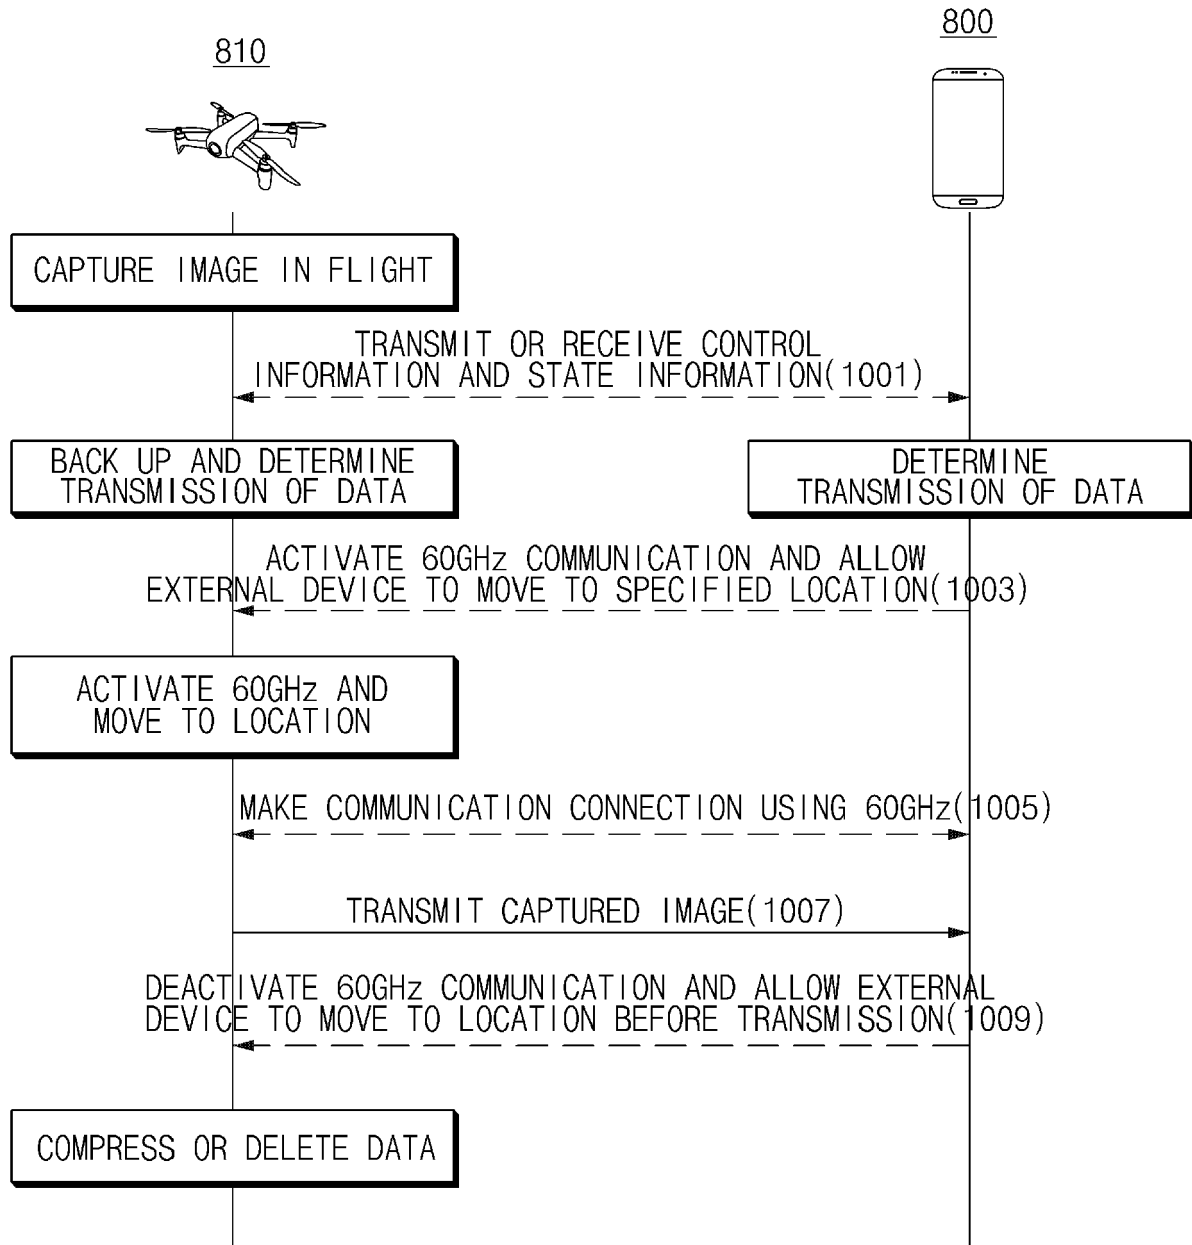 800
810
CAPTURE IMAGE IN FLIGHT
TRANSMIT OR RECEIVE CONTROL
INFORMATION AND STATE INFORMATION(1001)
BACK UP AND DETERMINE
TRANSMISSION OF DATA
DETERMINE
TRANSMISSION OF DATA
ACTIVATE 60GHz COMMUNICATION AND ALLOW
EXTERNAL DEVICE TO MOVE TO SPECIFIED LOCATION(1003)
ACTIVATE 60GHz AND
MOVE TO LOCATION
MAKE COMMUNICATION CONNECTION USING 60GHz(1005)
TRANSMIT CAPTURED IMAGE(1007)
DEACTIVATE 60GHz COMMUNICATION AND ALLOW EXTERNAL
DEVICE TO MOVE TO LOCATION BEFORE TRANSMISSION(1009)
COMPRESS OR DELETE DATA